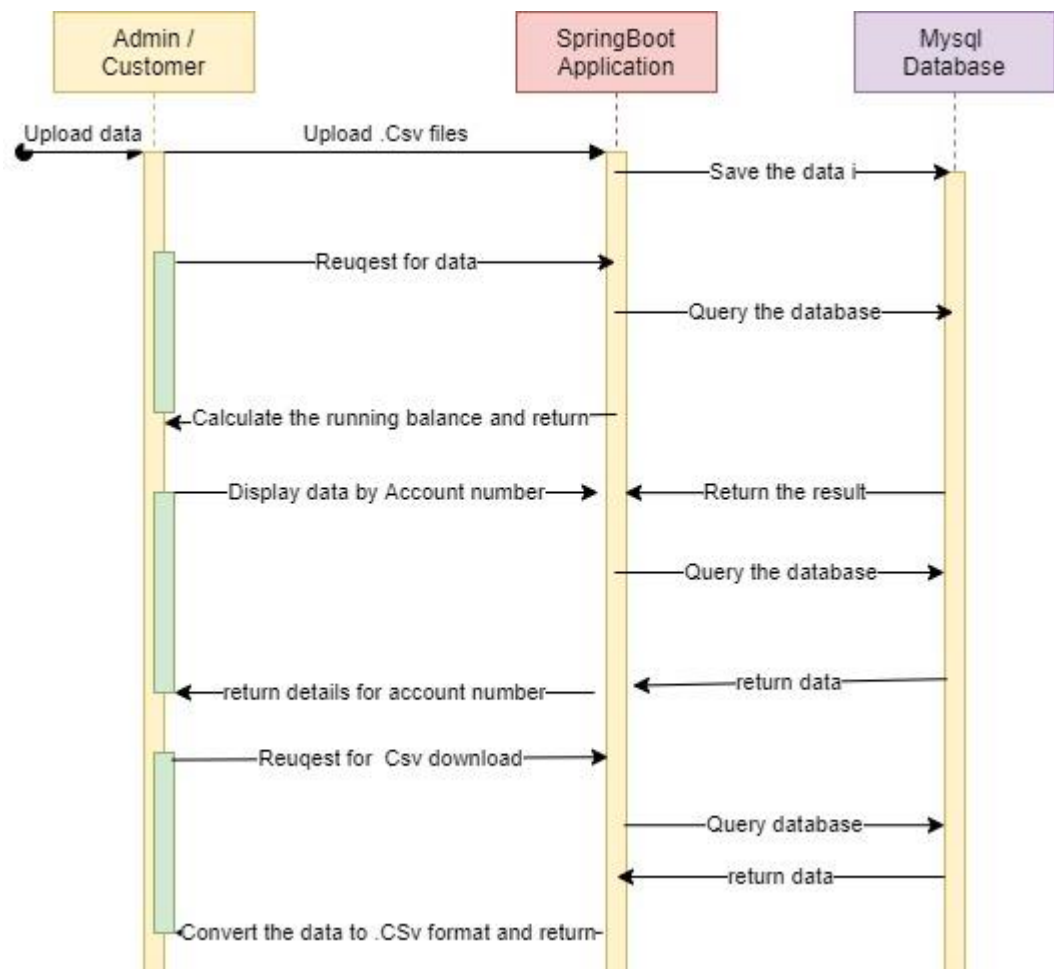 Admin /
Customer
SpringBoot
Application
Mysql
Database
Upload data
Upload .Csv files
Save the data i
Reuqest for data
Query the database
Calculate the running balance and return
Display data by Account number
Return the result
Query the database
return data
return details for account number
Reuqest for Csv download
Query database
return data
Convert the data to .CSv format and return